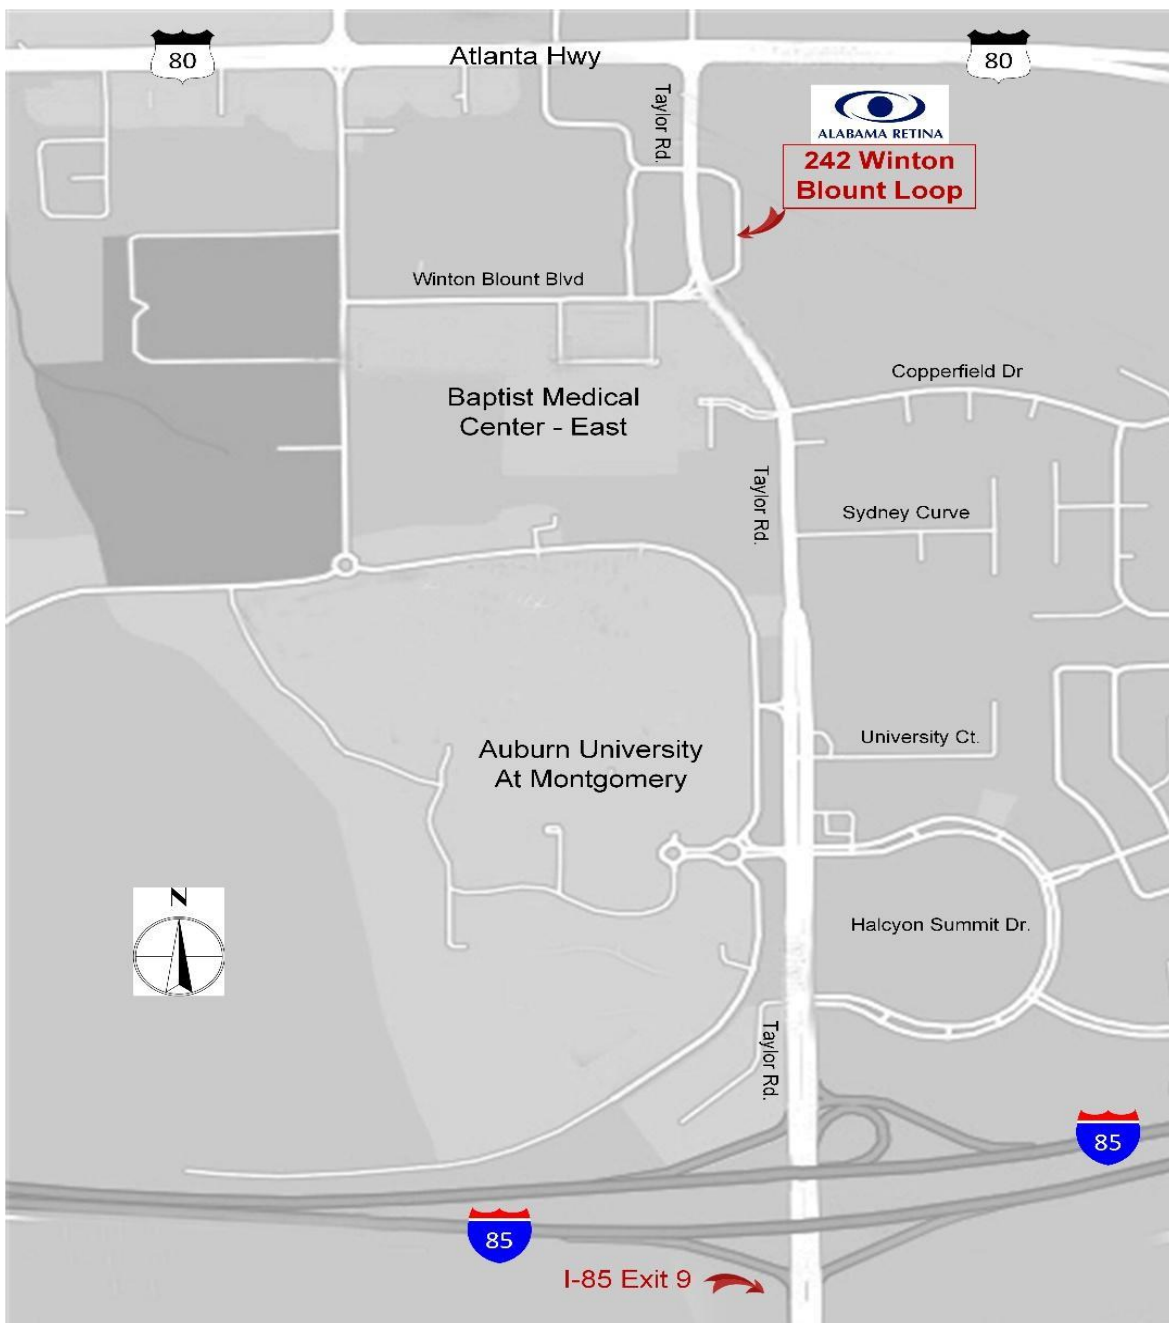 80
Atlanta Hwy
80
Taylor Rd.
ALABAMA RETINA
242 Winton
Blount Loop
Winton Blount Blvd
Copperfield Dr
Baptist Medical
Center - East
Taylor Rd.
Sydney Curve
University Ct.
Auburn University
At Montgomery
N
Halcyon Summit Dr.
Taylor Rd.
85
85
I-85 Exit 9